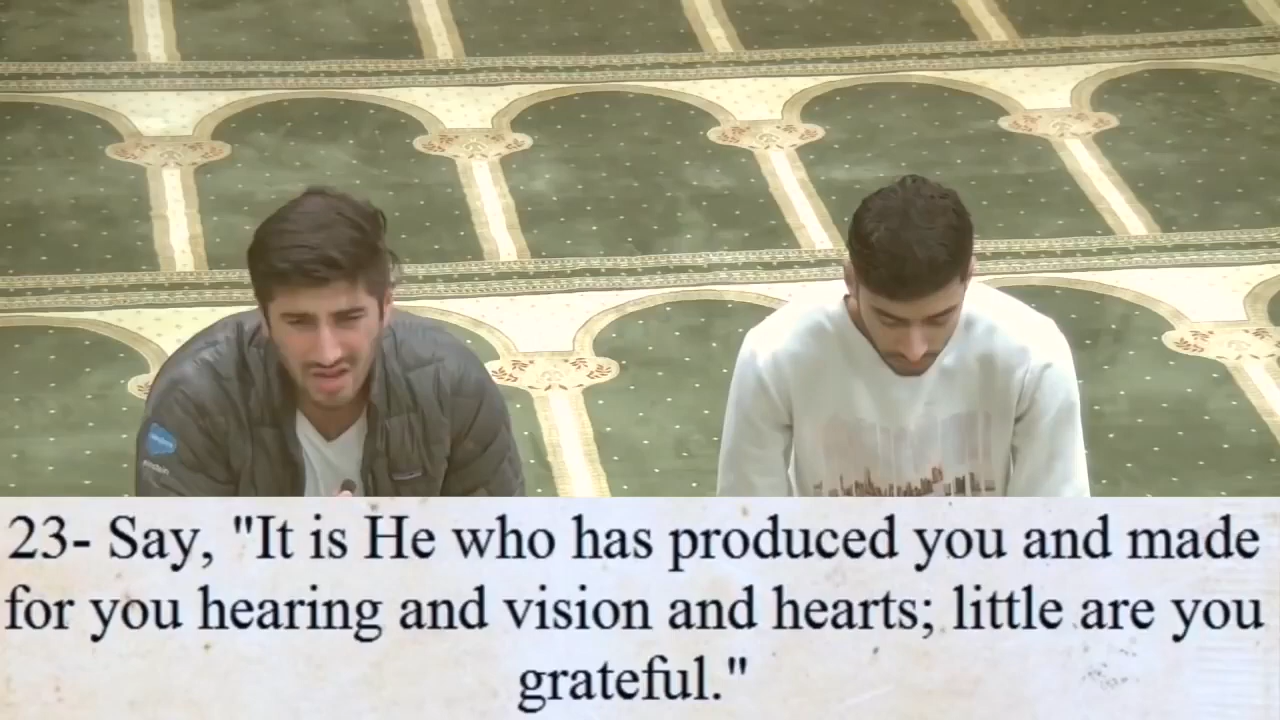 23- Say, "It is He who has produced you and made
for you hearing and vision and hearts; little are you
grateful."